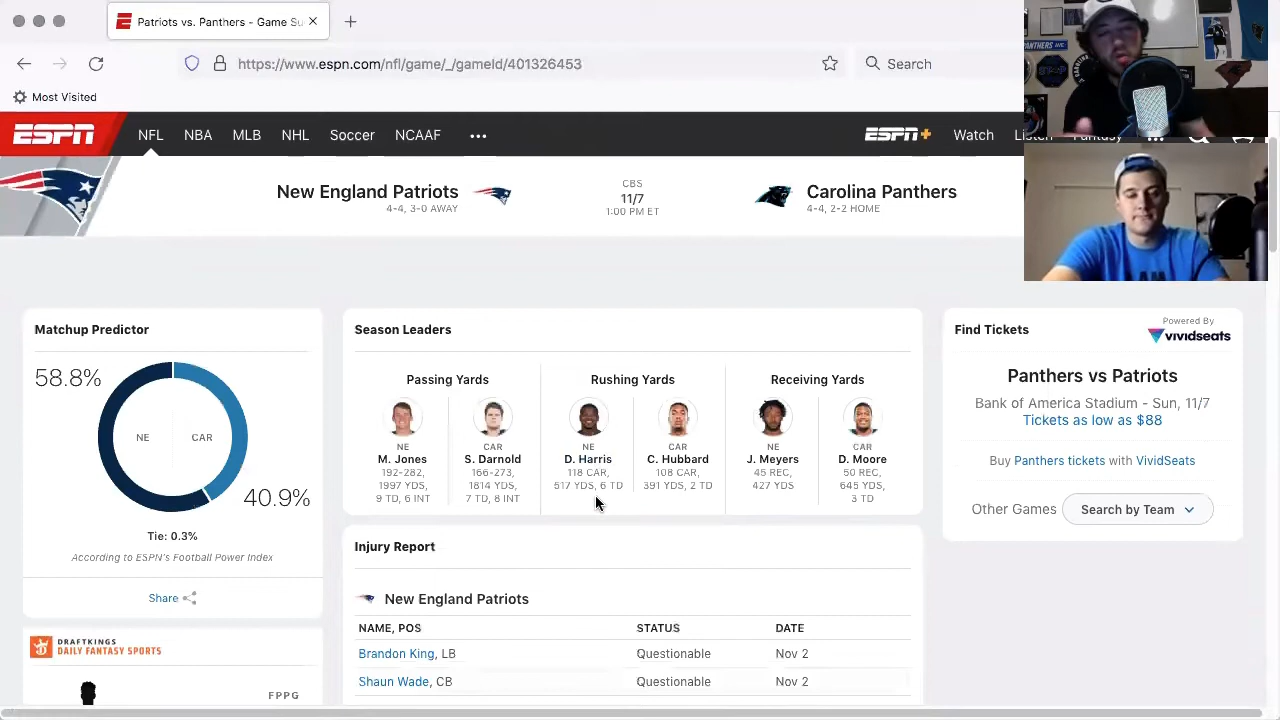 Patriots vs. Panthers - Game Su
https://www.espn.com/nfl/game/_/gameId/401326453
Search
Most Visited
ESPN
NFL
NBA
MLB
NHL
Soccer
NCAAF
ESPN+
Watch
Listen
Fantasy
New England Patriots
4-4, 3-0 AWAY
CBS
11/7
1:00 PM ET
Carolina Panthers
4-4, 2-2 HOME
Matchup Predictor
58.8%
NE
CAR
40.9%
Tie: 0.3%
According to ESPN's Football Power Index
Share
DRAFTKINGS
DAILY FANTASY SPORTS
FPPG
Season Leaders
Passing Yards
Rushing Yards
Receiving Yards
NE
M. Jones
192-282,
1997 YDS,
9 TD, 6 INT
CAR
S. Darnold
166-273,
1814 YDS,
7 TD, 8 INT
NE
D. Harris
118 CAR,
517 YDS, 6 TD
CAR
C. Hubbard
108 CAR,
391 YDS, 2 TD
NE
J. Meyers
45 REC,
427 YDS
CAR
D. Moore
50 REC,
645 YDS,
3 TD
Injury Report
New England Patriots
NAME, POS STATUS DATE
Brandon King, LB Questionable Nov 2
Shaun Wade, CB Questionable Nov 2
Find Tickets
Powered By
vividseats
Panthers vs Patriots
Bank of America Stadium - Sun, 11/7
Tickets as low as $88
Buy Panthers tickets with VividSeats
Other Games
Search by Team
PANTHERS